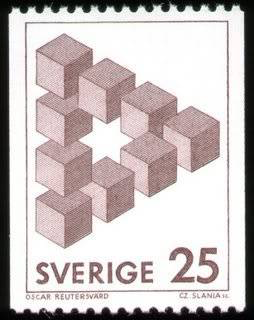 SVERIGE 25
OSCAR REUTERSVÄRD CZ. SLANIA SC.